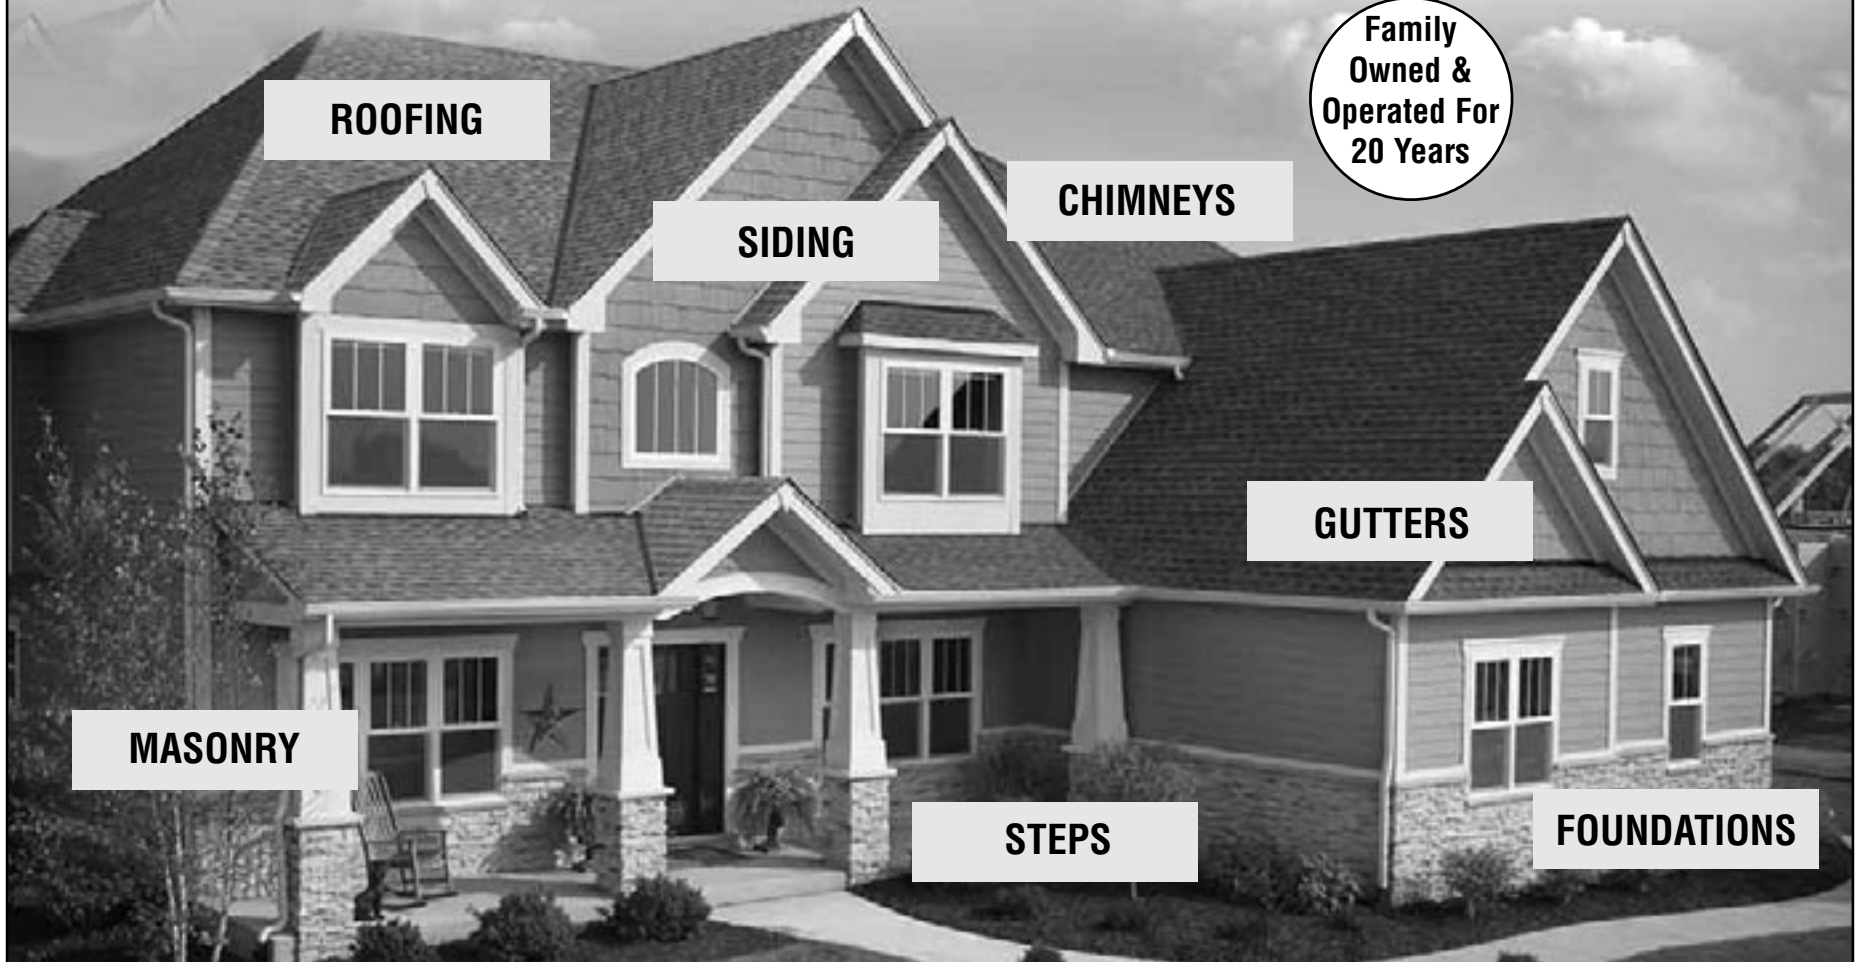 Family
Owned &
Operated For
20 Years
ROOFING
CHIMNEYS
SIDING
GUTTERS
MASONRY
STEPS
FOUNDATIONS